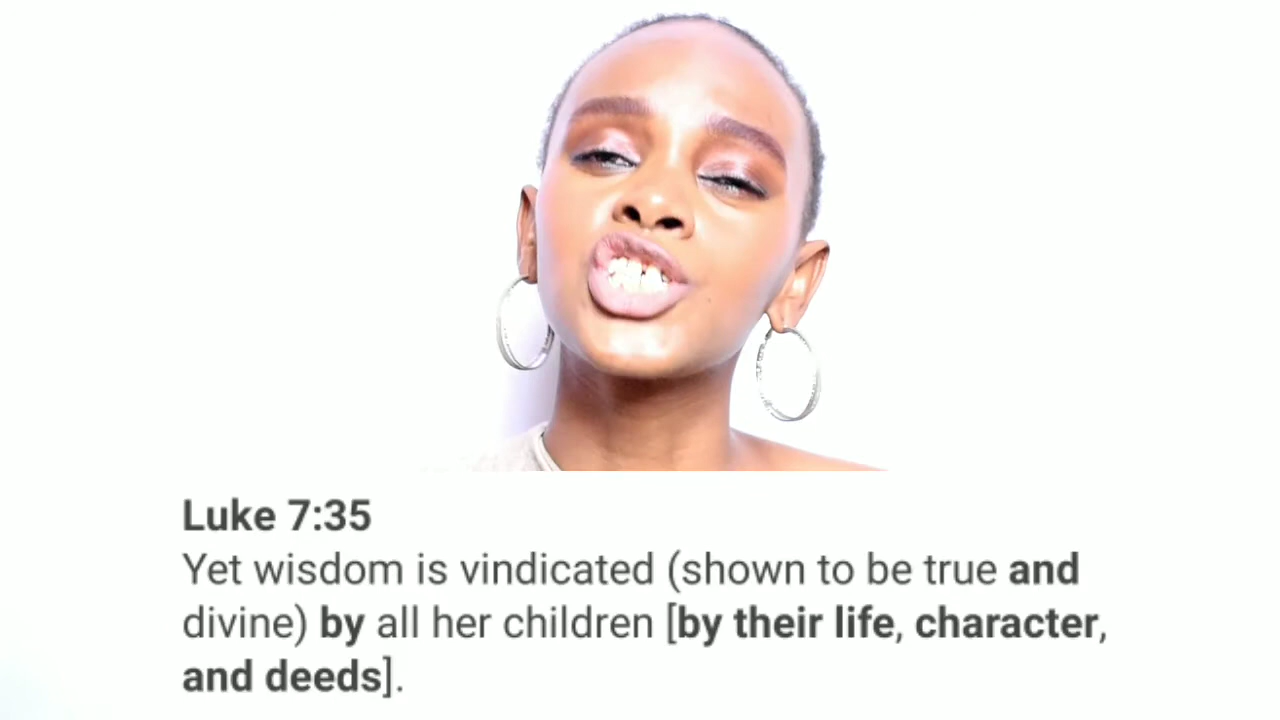 Luke 7:35
Yet wisdom is vindicated (shown to be true and
divine) by all her children [by their life, character,
and deeds].